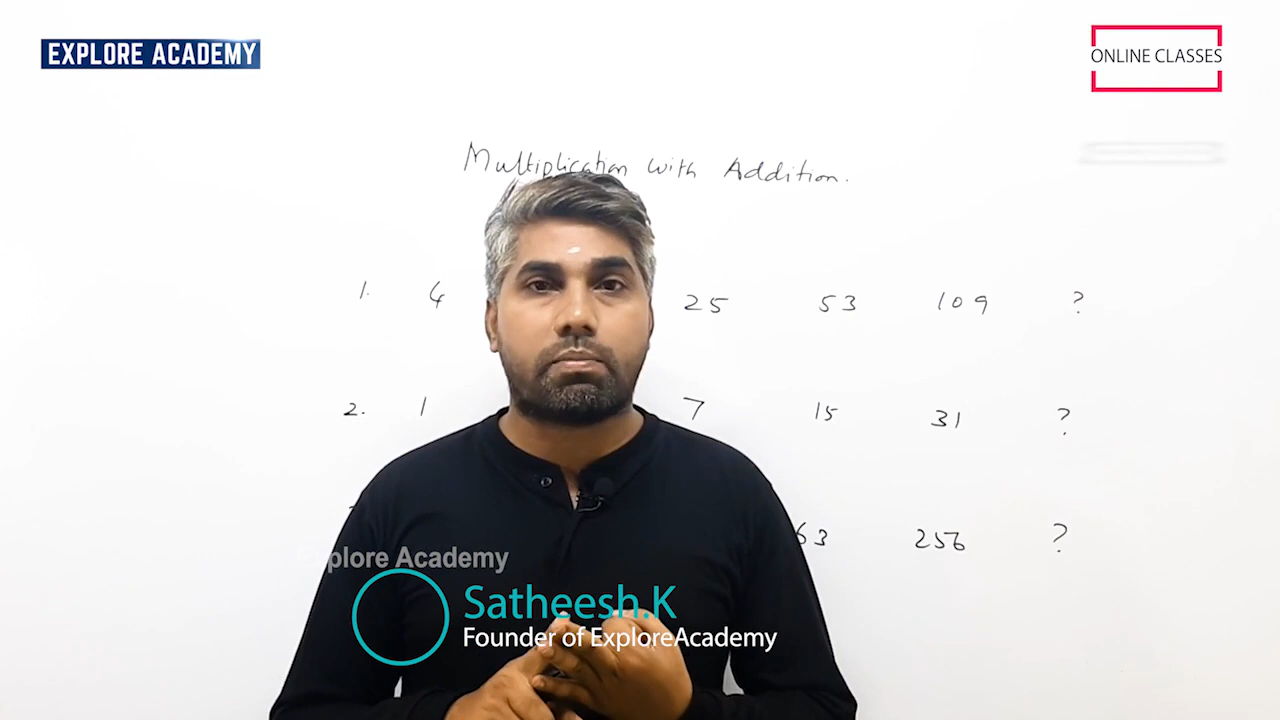 EXPLORE ACADEMY
ONLINE CLASSES
Multiplication with Addition.
1. 4 25 53 109 ?
2. 1 7 15 31 ?
63 256 ?
Explore Academy
Satheesh.K
Founder of ExploreAcademy